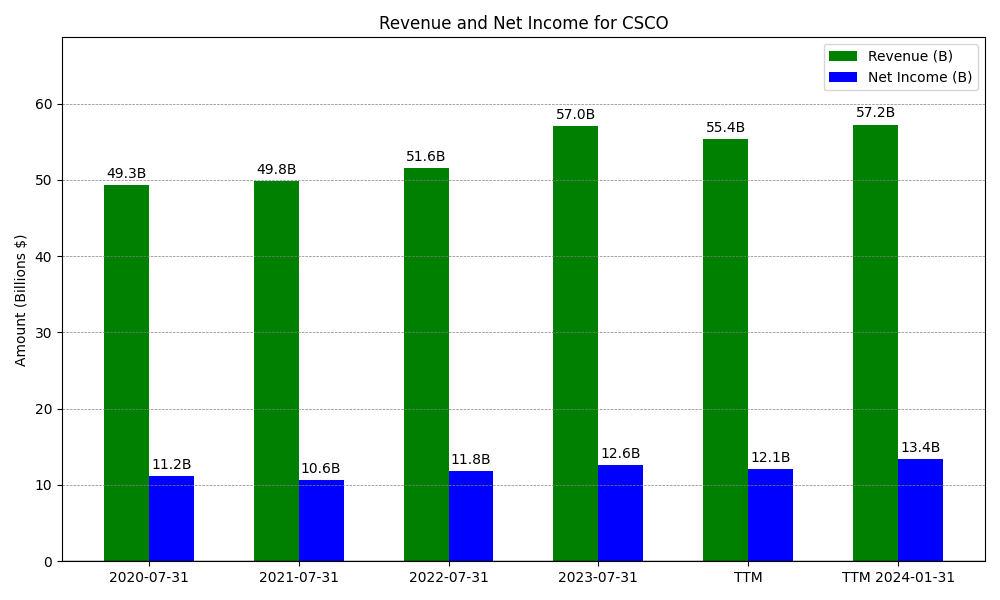 Revenue and Net Income for CSCO
Revenue (B)
Net Income (B)
Amount (Billions $)
60
50
40
30
20
10
0
49.3B
11.2B
49.8B
10.6B
51.6B
11.8B
57.0B
12.6B
55.4B
12.1B
57.2B
13.4B
2020-07-31
2021-07-31
2022-07-31
2023-07-31
TTM
TTM 2024-01-31